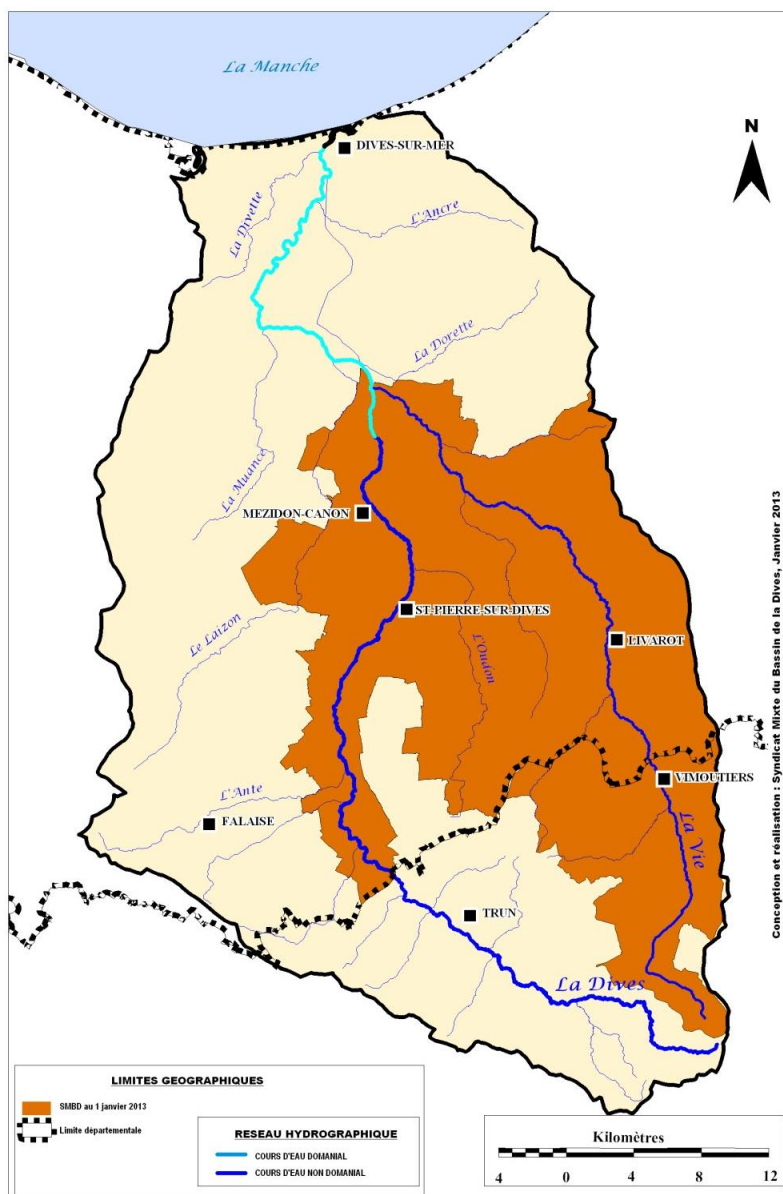 La Manche
N
DIVES-SUR-MER
La Divette
L'Ancre
La Dorette
La Muance
MEZIDON-CANON
ST-PIERRE-SUR-DIVES
Le Laizon
L'Oudon
LIVAROT
VIMOUTIERS
L'Ante
FALAISE
La Vie
TRUN
La Dives
Conception et réalisation : Syndicat Mixte du Bassin de la Dives, Janvier 2013
LIMITES GEOGRAPHIQUES
SMBD au 1 janvier 2013
Limite départementale
RESEAU HYDROGRAPHIQUE
COURS D'EAU DOMANIAL
COURS D'EAU NON DOMANIAL
Kilomètres
4 0 4 8 12